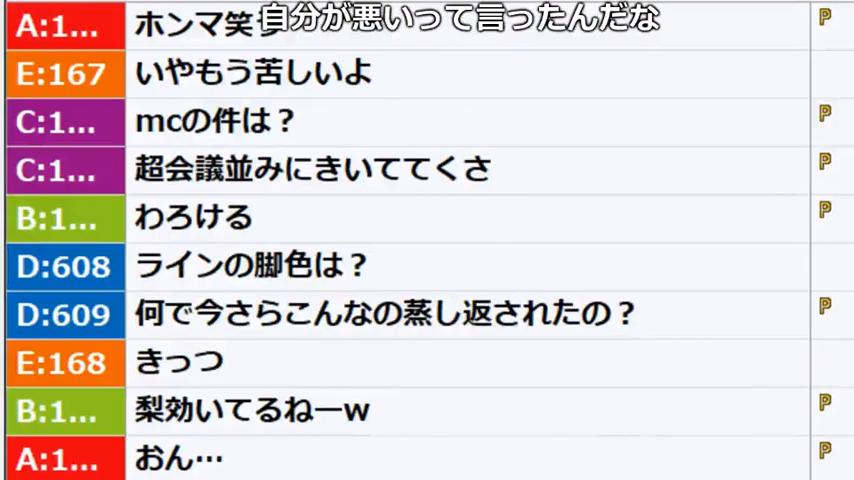 自分が悪いって言ったんだな
A:1... ホンマ笑う P
E:167 いやもう苦しいよ
C:1... mcの件は？ P
C:1... 超会議並みにきいててくさ P
B:1... わろける P
D:608 ラインの脚色は？
D:609 何で今さらこんなの蒸し返されたの？ P
E:168 きっつ
B:1... 梨効いてるねーw P
A:1... おん… P